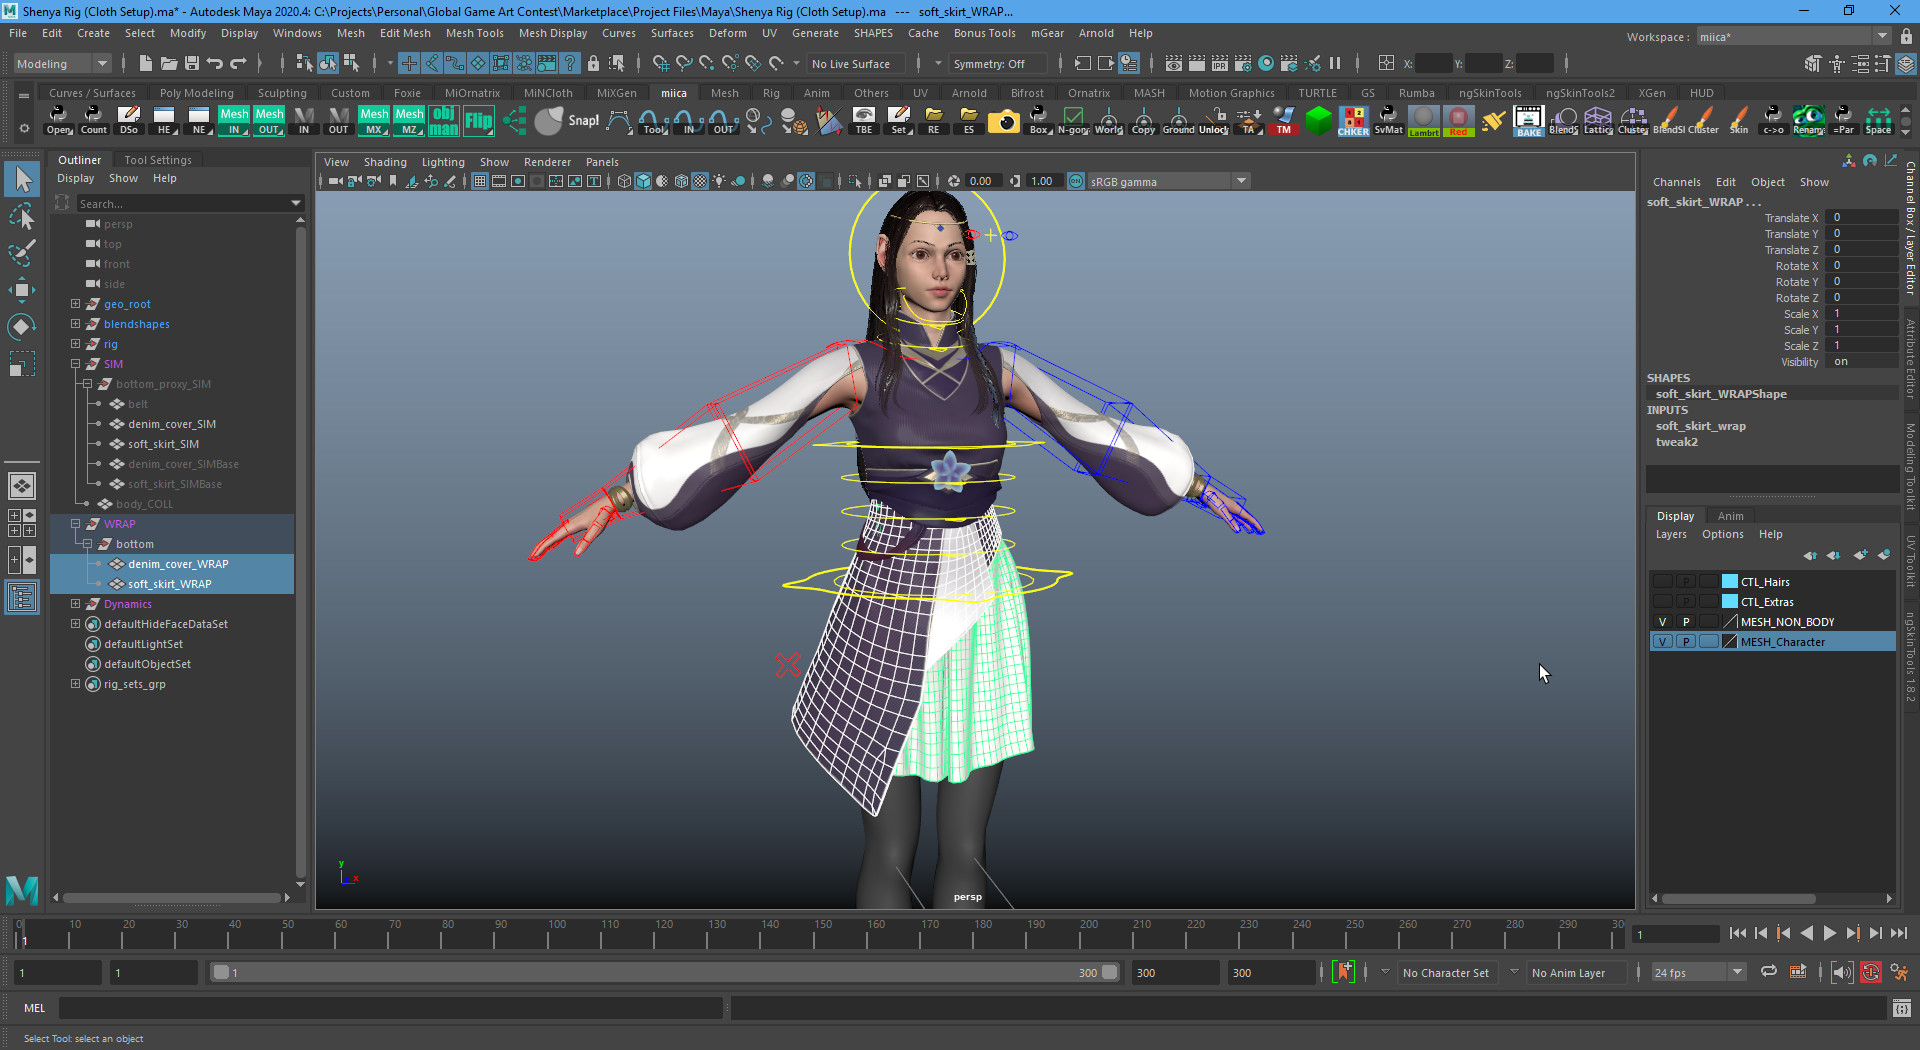 Shenya Rig (Cloth Setup).ma* - Autodesk Maya 2020.4: C:\Projects\Personal\Global Game Art Contest\Marketplace\Project Files\Maya\Shenya Rig (Cloth Setup).ma --- soft_skirt_WRAP...
File Edit Create Select Modify Display Windows Mesh Edit Mesh Mesh Tools Mesh Display Curves Surfaces Deform UV Generate SHAPES Cache Bonus Tools mGear Arnold Help
Workspace : miica*
Modeling No Live Surface Symmetry: Off X: Y: Z:
Curves / Surfaces Poly Modeling Sculpting Custom Foxie MiOrnatrix MiNCloth MiXGen miica Mesh Rig Anim Others UV Arnold Bifrost Ornatrix MASH Motion Graphics TURTLE GS Rumba ngSkinTools ngSkinTools2 XGen HUD
Mesh Mesh Mesh Mesh obj man Flip Snap!
Open Count DSo HE NE IN OUT IN OUT MX MZ Tool IN OUT TBE Set RE ES Box N-gon World Copy Ground Unlock TA TM CHKER SvMat Lambrt Red BAKE BlendS Lattic Cluster BlendSl Cluster Skin c->o Rename =Par Space
Outliner Tool Settings
Display Show Help
Search...
persp
top
front
side
geo_root
blendshapes
rig
SIM
bottom_proxy_SIM
belt
denim_cover_SIM
soft_skirt_SIM
denim_cover_SIMBase
soft_skirt_SIMBase
body_COLL
WRAP
bottom
denim_cover_WRAP
soft_skirt_WRAP
Dynamics
defaultHideFaceDataSet
defaultLightSet
defaultObjectSet
rig_sets_grp
View Shading Lighting Show Renderer Panels
0.00 1.00 sRGB gamma
y
x
persp
Channels Edit Object Show
soft_skirt_WRAP . . .
Translate X 0
Translate Y 0
Translate Z 0
Rotate X 0
Rotate Y 0
Rotate Z 0
Scale X 1
Scale Y 1
Scale Z 1
Visibility on
SHAPES
soft_skirt_WRAPShape
INPUTS
soft_skirt_wrap
tweak2
Display Anim
Layers Options Help
P CTL_Hairs
P CTL_Extras
V P MESH_NON_BODY
V P MESH_Character
Channel Box / Layer Editor
Attribute Editor
Modeling Toolkit
UV Toolkit
ngSkinTools 1.8.2
0 10 20 30 40 50 60 70 80 90 100 110 120 130 140 150 160 170 180 190 200 210 220 230 240 250 260 270 280 290 30
1
1
1 1 1 300 300 300 No Character Set No Anim Layer 24 fps
MEL
Select Tool: select an object